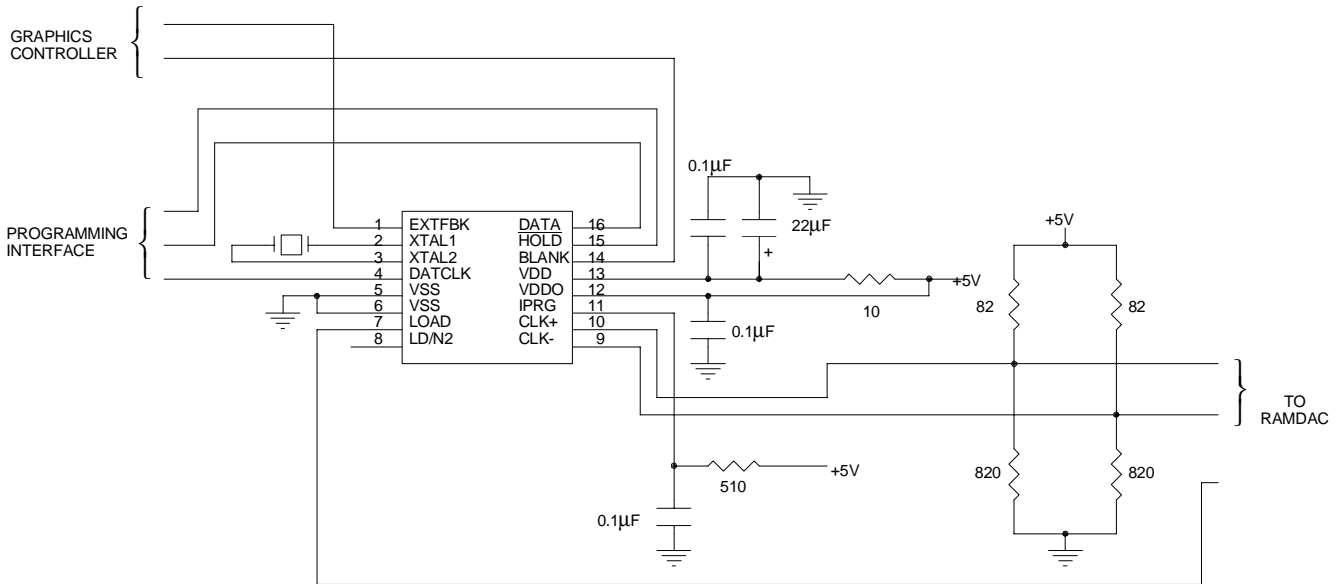 GRAPHICS
CONTROLLER
PROGRAMMING
INTERFACE
1 EXTFBK DATA 16
2 XTAL1 HOLD 15
3 XTAL2 BLANK 14
4 DATCLK VDD 13
5 VSS VDDO 12
6 VSS IPRG 11
7 LOAD CLK+ 10
8 LD/N2 CLK- 9
0.1µF
22µF
+
+5V
10
0.1µF
+5V
82
82
TO
RAMDAC
+5V
510
820
820
0.1µF